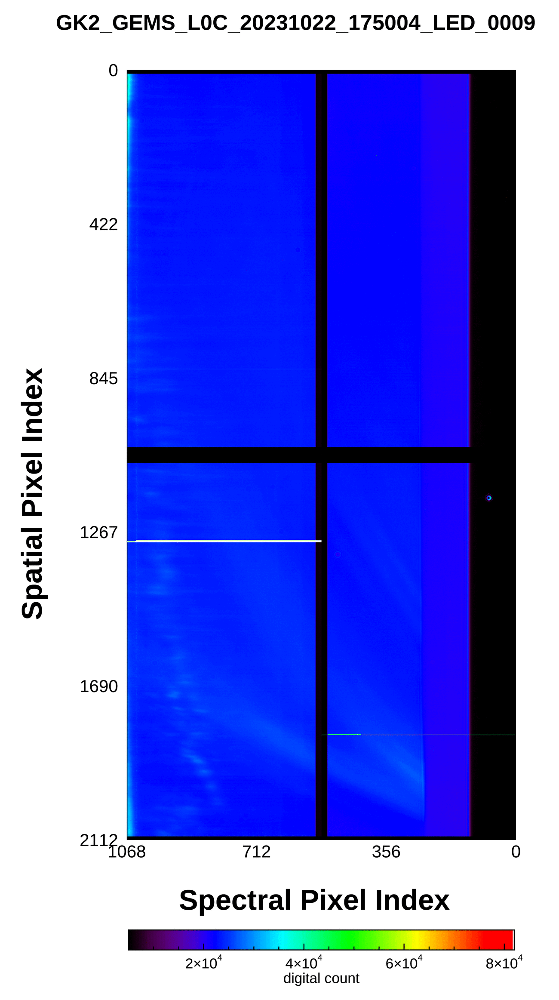 GK2_GEMS_L0C_20231022_175004_LED_0009
0
422
845
1267
1690
2112
Spatial Pixel Index
1068 712 356 0
Spectral Pixel Index
2×10⁴ 4×10⁴ 6×10⁴ 8×10⁴
digital count